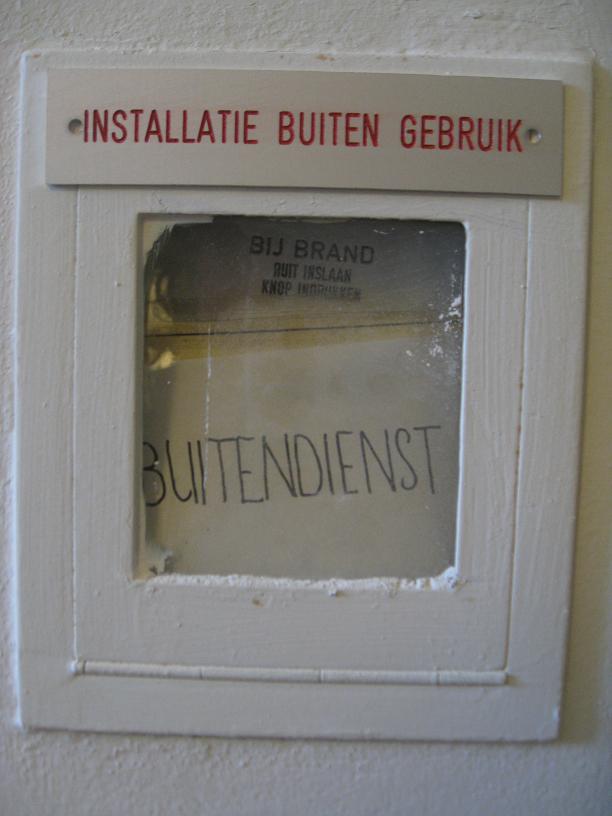 INSTALLATIE BUITEN GEBRUIK
BIJ BRAND
RUIT INSLAAN
KNOP INDRUKKEN
BUITENDIENST